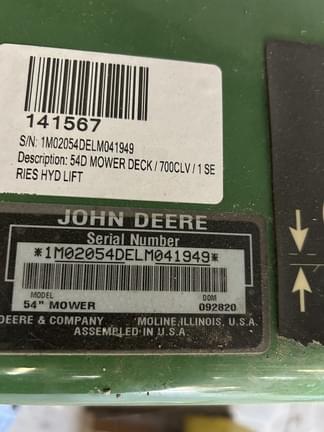 141567
S/N: 1M02054DELM041949
Description: 54D MOWER DECK / 700CLV / 1 SE
RIES HYD LIFT
JOHN DEERE
Serial Number
*1M02054DELM041949*
MODEL DOM
54" MOWER 092820
DEERE & COMPANY MOLINE, ILLINOIS, U.S.A.
ASSEMBLED IN U.S.A.